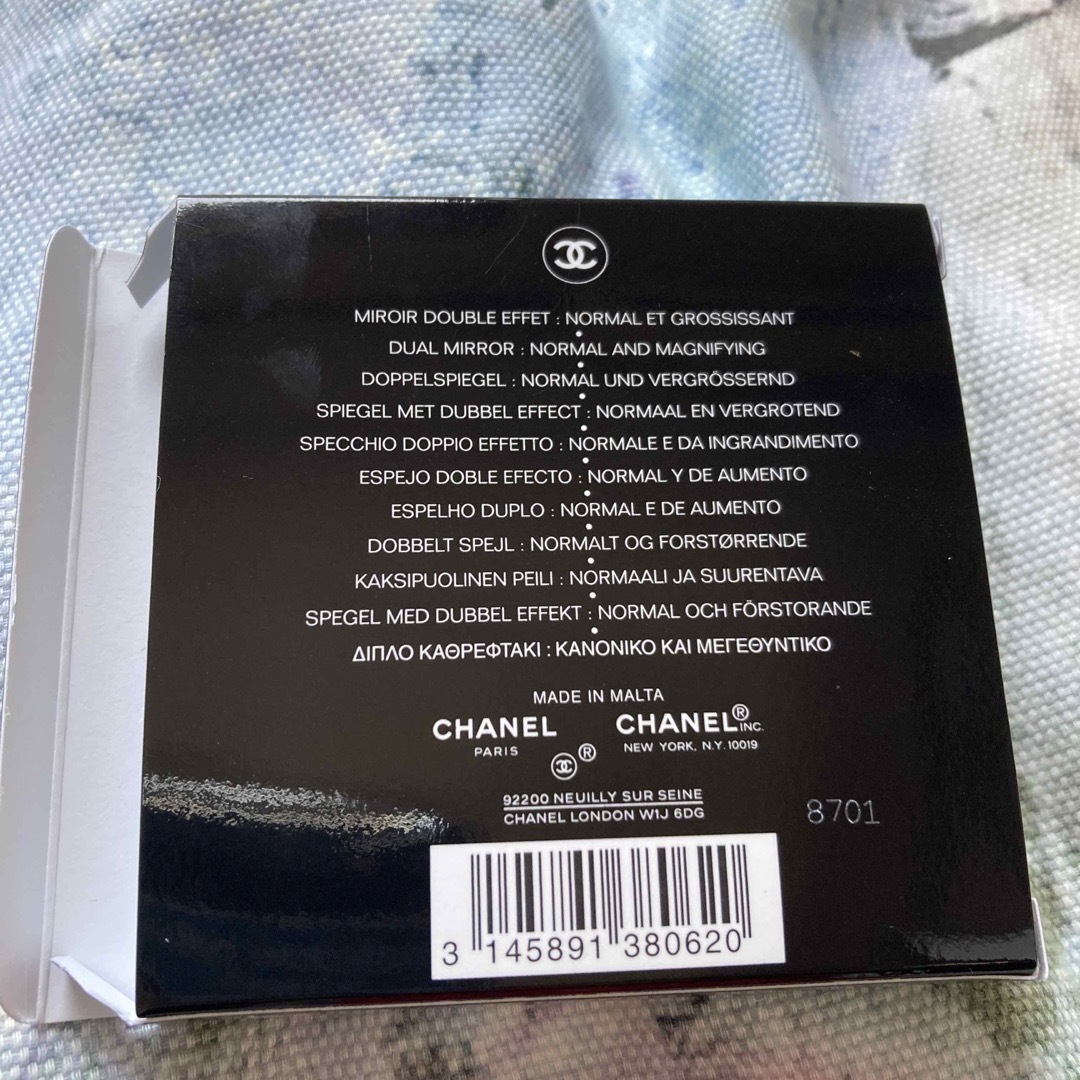 MIROIR DOUBLE EFFET : NORMAL ET GROSSISSANT
DUAL MIRROR : NORMAL AND MAGNIFYING
DOPPELSPIEGEL : NORMAL UND VERGRÖSSERND
SPIEGEL MET DUBBEL EFFECT : NORMAAL EN VERGROTEND
SPECCHIO DOPPIO EFFETTO : NORMALE E DA INGRANDIMENTO
ESPEJO DOBLE EFECTO : NORMAL Y DE AUMENTO
ESPELHO DUPLO : NORMAL E DE AUMENTO
DOBBELT SPEJL : NORMALT OG FORSTØRRENDE
KAKSIPUOLINEN PEILI : NORMAALI JA SUURENTAVA
SPEGEL MED DUBBEL EFFEKT : NORMAL OCH FÖRSTORANDE
ΔΙΠΛΟ ΚΑΘΡΕΦΤΑΚΙ : ΚΑΝΟΝΙΚΟ ΚΑΙ ΜΕΓΕΘΥΝΤΙΚΟ
MADE IN MALTA
CHANEL CHANEL® INC.
PARIS NEW YORK, N.Y. 10019
®
92200 NEUILLY SUR SEINE
CHANEL LONDON W1J 6DG
8701
3 145891 380620